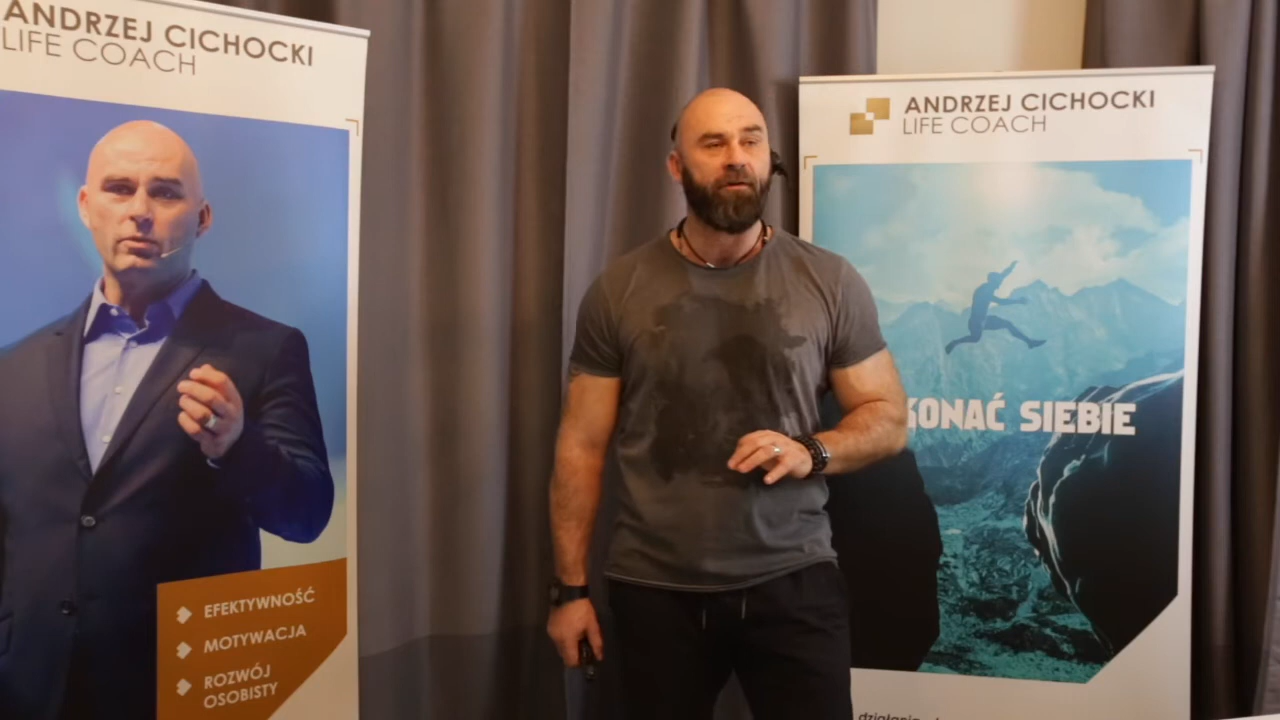 ANDRZEJ CICHOCKI
LIFE COACH
EFEKTYWNOŚĆ
MOTYWACJA
ROZWÓJ
OSOBISTY
ANDRZEJ CICHOCKI
LIFE COACH
KONAĆ SIEBIE